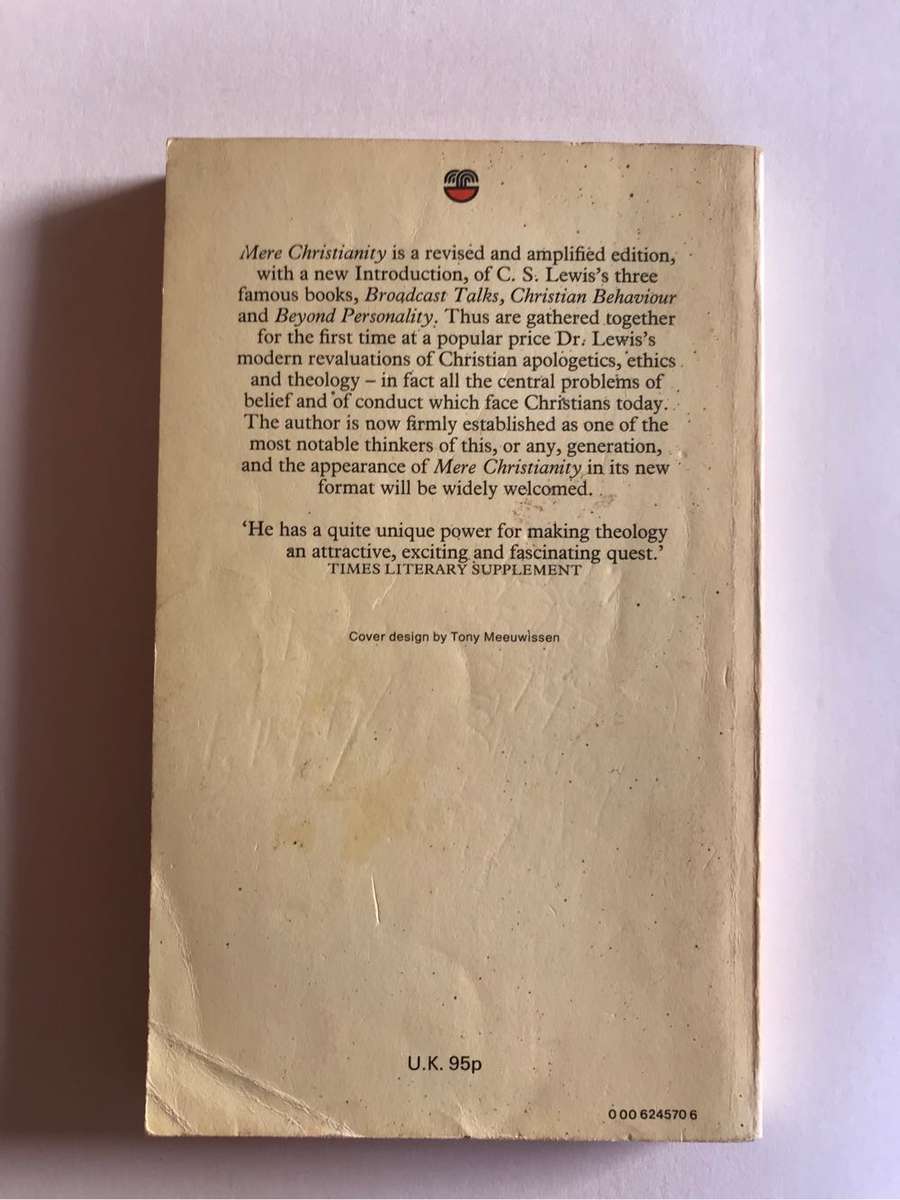 Mere Christianity is a revised and amplified edition,
with a new Introduction, of C. S. Lewis's three
famous books, Broadcast Talks, Christian Behaviour
and Beyond Personality. Thus are gathered together
for the first time at a popular price Dr. Lewis's
modern revaluations of Christian apologetics, ethics
and theology – in fact all the central problems of
belief and of conduct which face Christians today.
The author is now firmly established as one of the
most notable thinkers of this, or any, generation,
and the appearance of Mere Christianity in its new
format will be widely welcomed.
‘He has a quite unique power for making theology
an attractive, exciting and fascinating quest.’
TIMES LITERARY SUPPLEMENT
Cover design by Tony Meeuwissen
U.K. 95p
0 00 624570 6